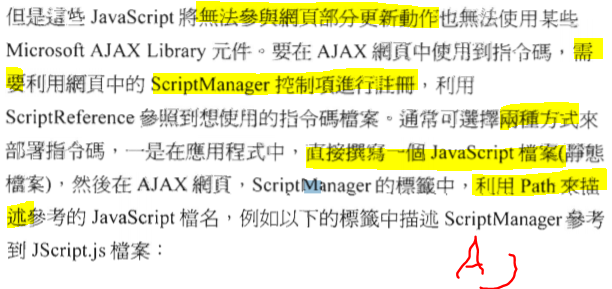 但是這些 JavaScript 將無法參與網頁部分更新動作也無法使用某些
Microsoft AJAX Library 元件。要在 AJAX 網頁中使用到指令碼，需
要利用網頁中的 ScriptManager 控制項進行註冊，利用
ScriptReference 參照到想使用的指令碼檔案。通常可選擇兩種方式來
部署指令碼，一是在應用程式中，直接撰寫一個 JavaScript 檔案(靜態
檔案)，然後在 AJAX 網頁，ScriptManager 的標籤中，利用 Path 來描
述參考的 JavaScript 檔名，例如以下的標籤中描述 ScriptManager 參考
到 JScript.js 檔案：
A